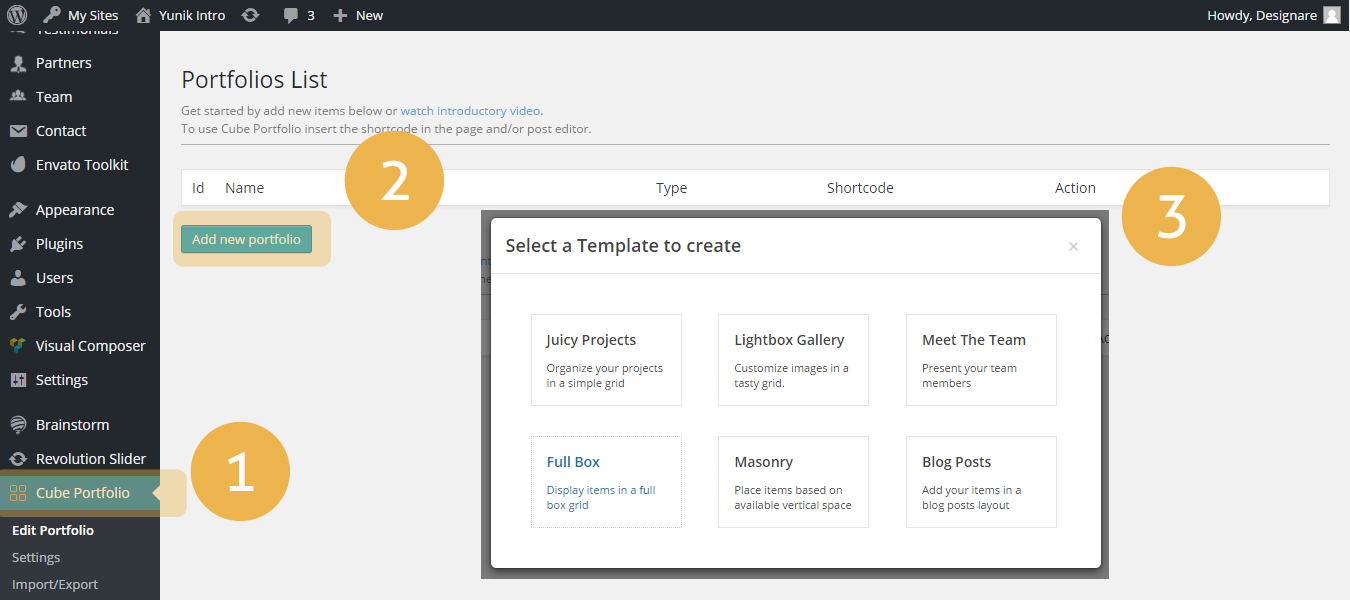 My Sites Yunik Intro 3 New Howdy, Designare
Testimonials
Partners
Team
Contact
Envato Toolkit
Appearance
Plugins
Users
Tools
Visual Composer
Settings
Brainstorm
Revolution Slider
Cube Portfolio
Edit Portfolio
Settings
Import/Export
1
Portfolios List
Get started by add new items below or watch introductory video.
To use Cube Portfolio insert the shortcode in the page and/or post editor.
Id Name Type Shortcode Action
2
Add new portfolio
3
Select a Template to create ×
Juicy Projects
Organize your projects
in a simple grid
Lightbox Gallery
Customize images in a
tasty grid.
Meet The Team
Present your team
members
Full Box
Display items in a full
box grid
Masonry
Place items based on
available vertical space
Blog Posts
Add your items in a
blog posts layout